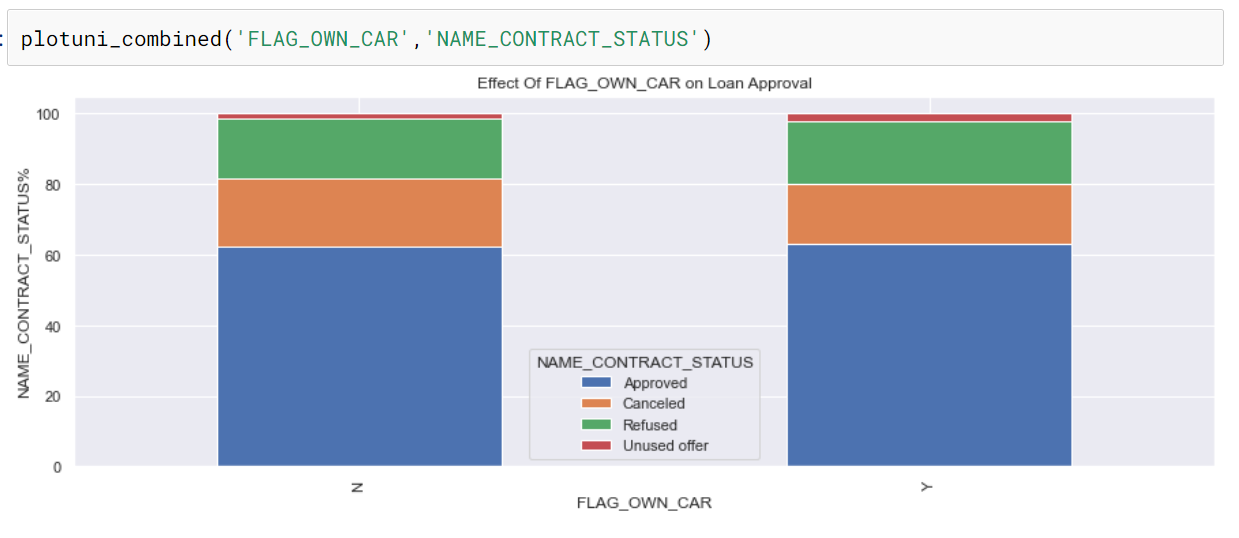 : plotuni_combined('FLAG_OWN_CAR','NAME_CONTRACT_STATUS')
Effect Of FLAG_OWN_CAR on Loan Approval
NAME_CONTRACT_STATUS%
100
80
60
40
20
0
NAME_CONTRACT_STATUS
Approved
Canceled
Refused
Unused offer
N
Y
FLAG_OWN_CAR